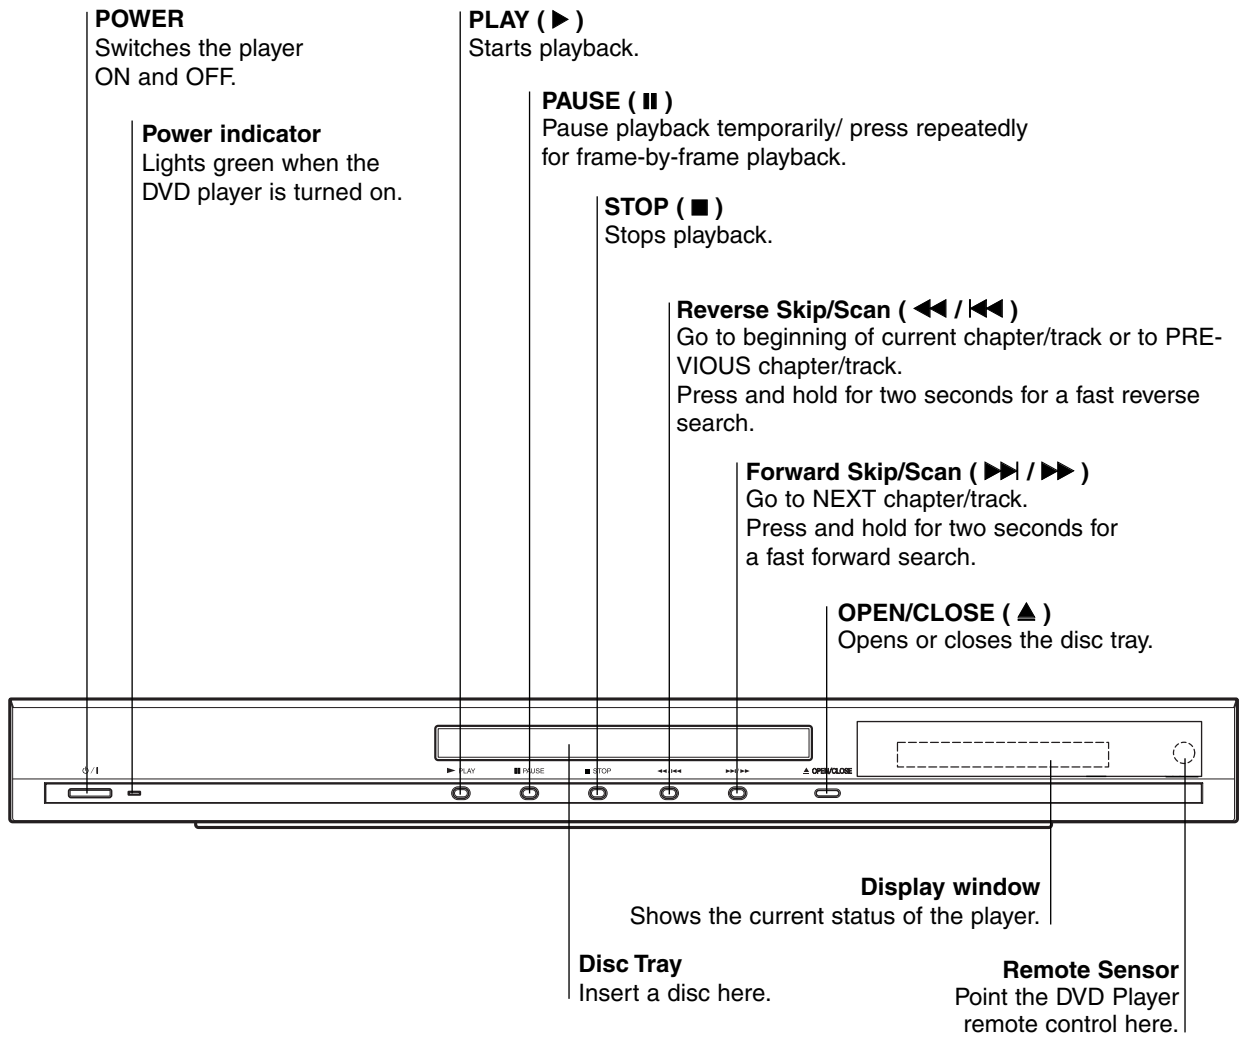 POWER
Switches the player
ON and OFF.
Power indicator
Lights green when the
DVD player is turned on.
PLAY ( ▶ )
Starts playback.
PAUSE ( ❚❚ )
Pause playback temporarily/ press repeatedly
for frame-by-frame playback.
STOP ( ■ )
Stops playback.
Reverse Skip/Scan ( ◀◀ / |◀◀ )
Go to beginning of current chapter/track or to PRE-
VIOUS chapter/track.
Press and hold for two seconds for a fast reverse
search.
Forward Skip/Scan ( ▶▶| / ▶▶ )
Go to NEXT chapter/track.
Press and hold for two seconds for
a fast forward search.
OPEN/CLOSE ( ▲ )
Opens or closes the disc tray.
⏻ / I
▶ PLAY
❚❚ PAUSE
■ STOP
◀◀/|◀◀
▶▶|/▶▶
▲ OPEN/CLOSE
Display window
Shows the current status of the player.
Disc Tray
Insert a disc here.
Remote Sensor
Point the DVD Player
remote control here.